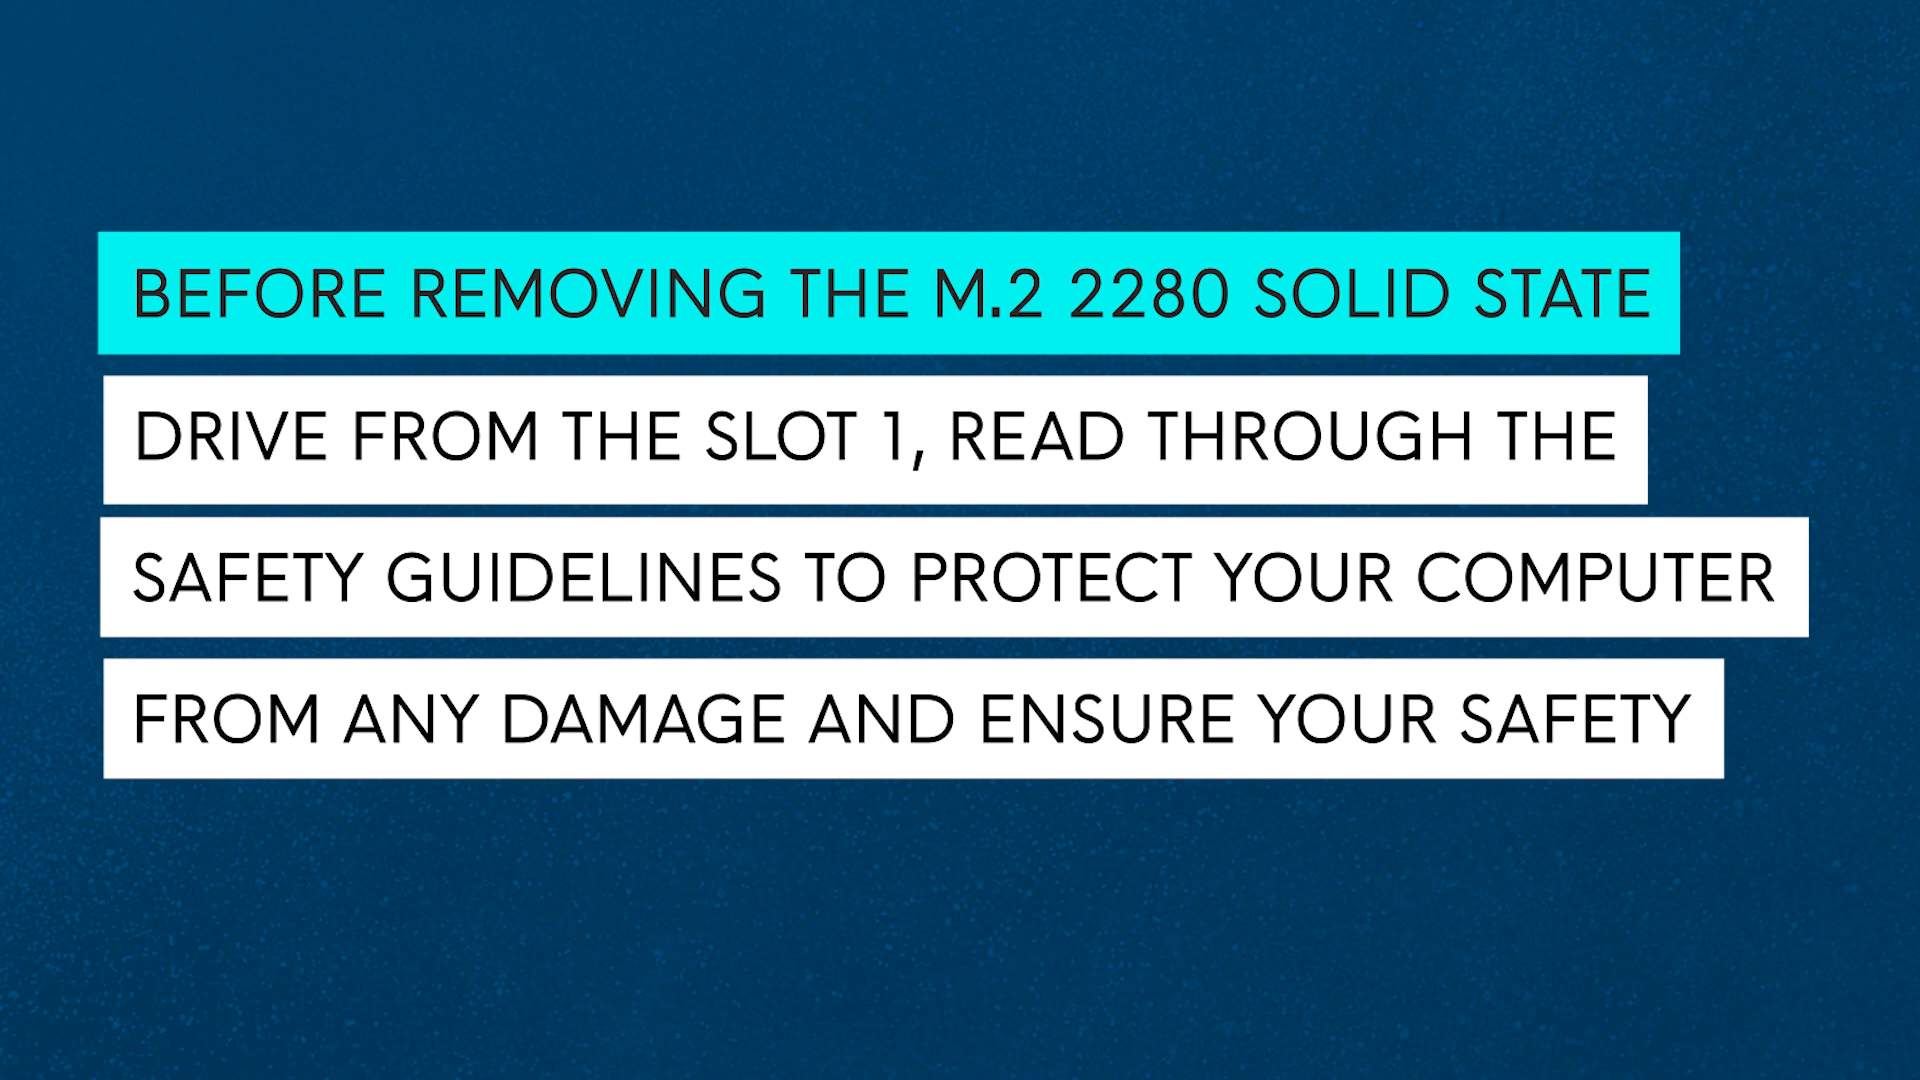 BEFORE REMOVING THE M.2 2280 SOLID STATE
DRIVE FROM THE SLOT 1, READ THROUGH THE
SAFETY GUIDELINES TO PROTECT YOUR COMPUTER
FROM ANY DAMAGE AND ENSURE YOUR SAFETY